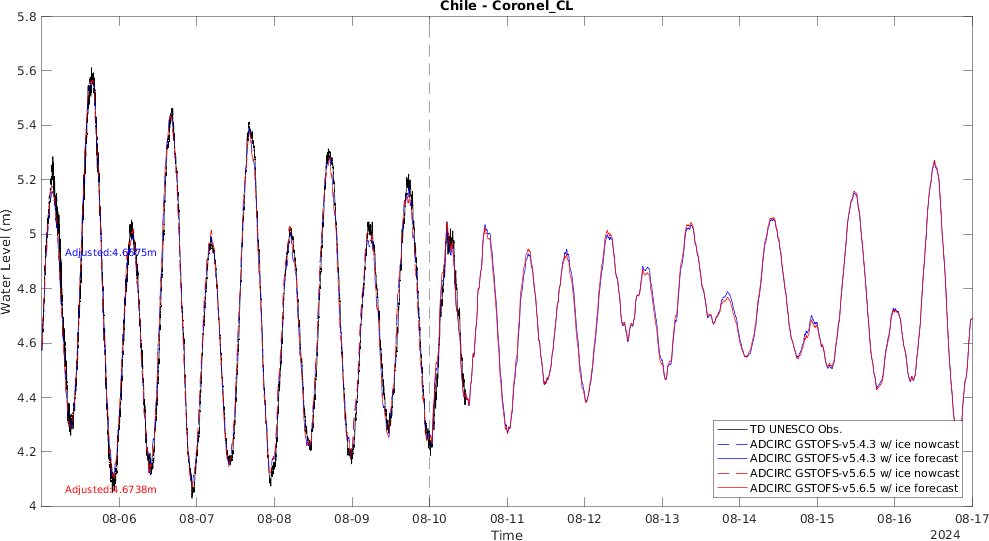 Chile - Coronel_CL
5.8
5.6
5.4
5.2
5
4.8
4.6
4.4
4.2
4
Water Level (m)
Adjusted:4.6675m
Adjusted:4.6738m
TD UNESCO Obs.
ADCIRC GSTOFS-v5.4.3 w/ ice nowcast
ADCIRC GSTOFS-v5.4.3 w/ ice forecast
ADCIRC GSTOFS-v5.6.5 w/ ice nowcast
ADCIRC GSTOFS-v5.6.5 w/ ice forecast
08-06 08-07 08-08 08-09 08-10 08-11 08-12 08-13 08-14 08-15 08-16 08-17
Time
2024